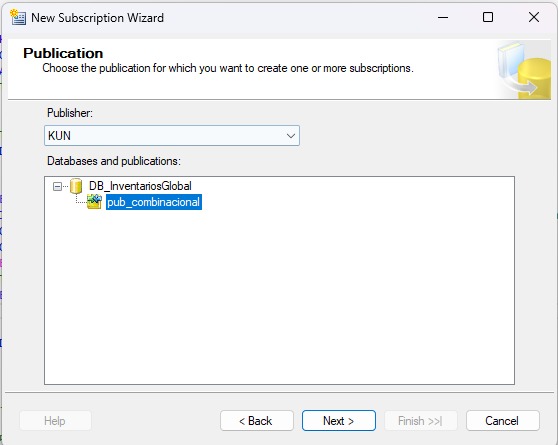 New Subscription Wizard
Publication
Choose the publication for which you want to create one or more subscriptions.
Publisher:
KUN
Databases and publications:
DB_InventariosGlobal
pub_combinacional
Help
< Back
Next >
Finish >>|
Cancel